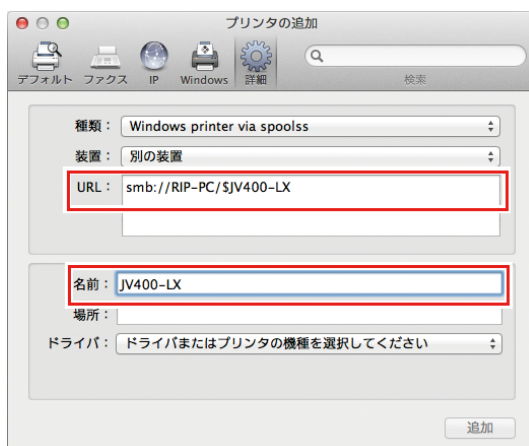 プリンタの追加
デフォルト ファクス IP Windows 詳細 検索
種類： Windows printer via spoolss
装置： 別の装置
URL： smb://RIP-PC/$JV400-LX
名前： JV400-LX
場所：
ドライバ： ドライバまたはプリンタの機種を選択してください
追加